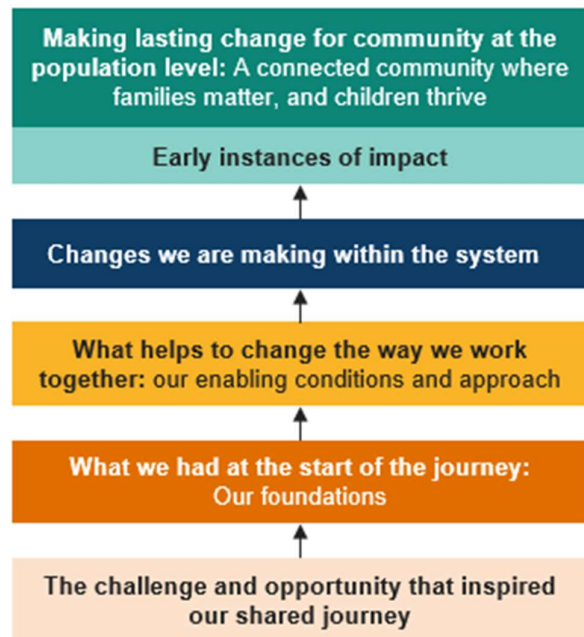 Making lasting change for community at the
population level: A connected community where
families matter, and children thrive
Early instances of impact
Changes we are making within the system
What helps to change the way we work
together: our enabling conditions and approach
What we had at the start of the journey:
Our foundations
The challenge and opportunity that inspired
our shared journey